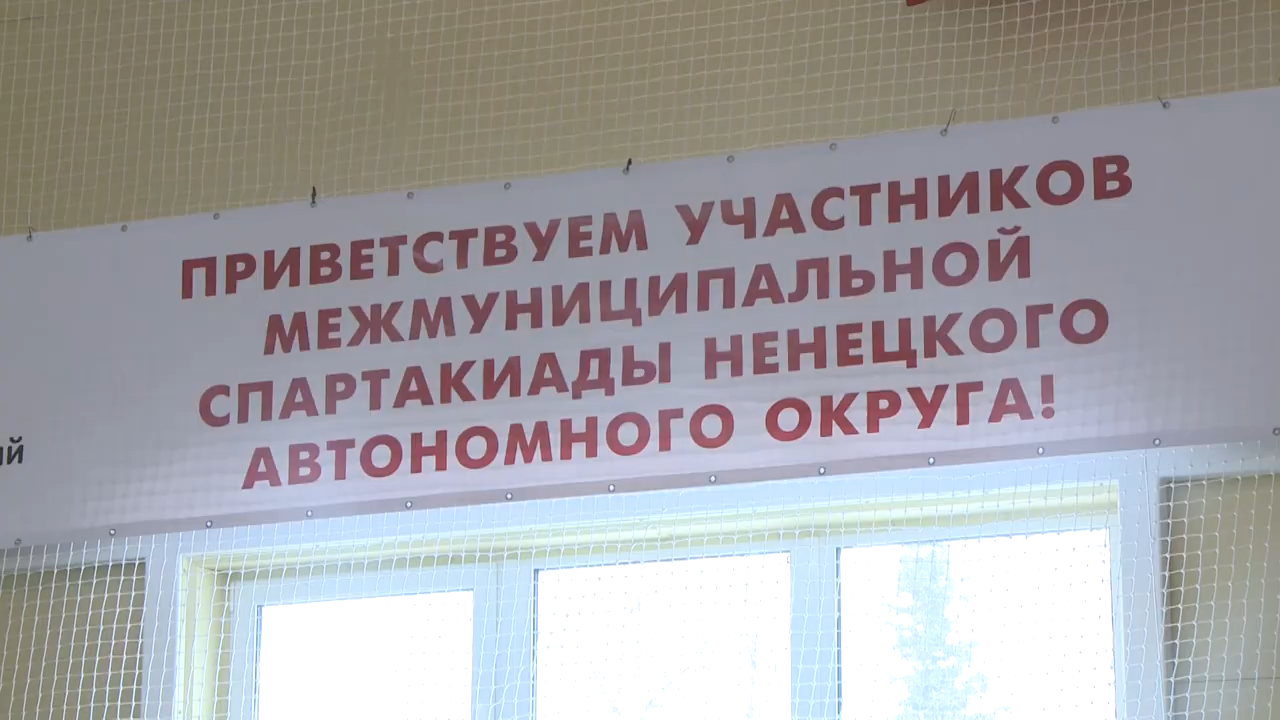 ПРИВЕТСТВУЕМ УЧАСТНИКОВ
МЕЖМУНИЦИПАЛЬНОЙ
СПАРТАКИАДЫ НЕНЕЦКОГО
АВТОНОМНОГО ОКРУГА!